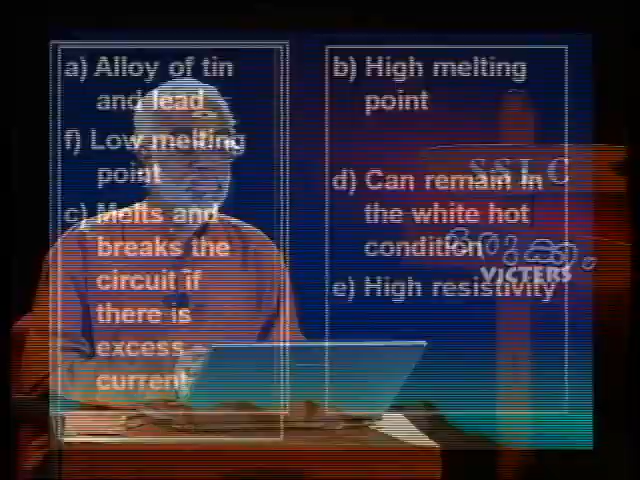 a) Alloy of tin
and lead
f) Low melting
point
c) Melts and
breaks the
circuit if
there is
excess
current
b) High melting
point
d) Can remain in
the white hot
condition
e) High resistivity
SSLC
ഒരുക്കം
VICTERS